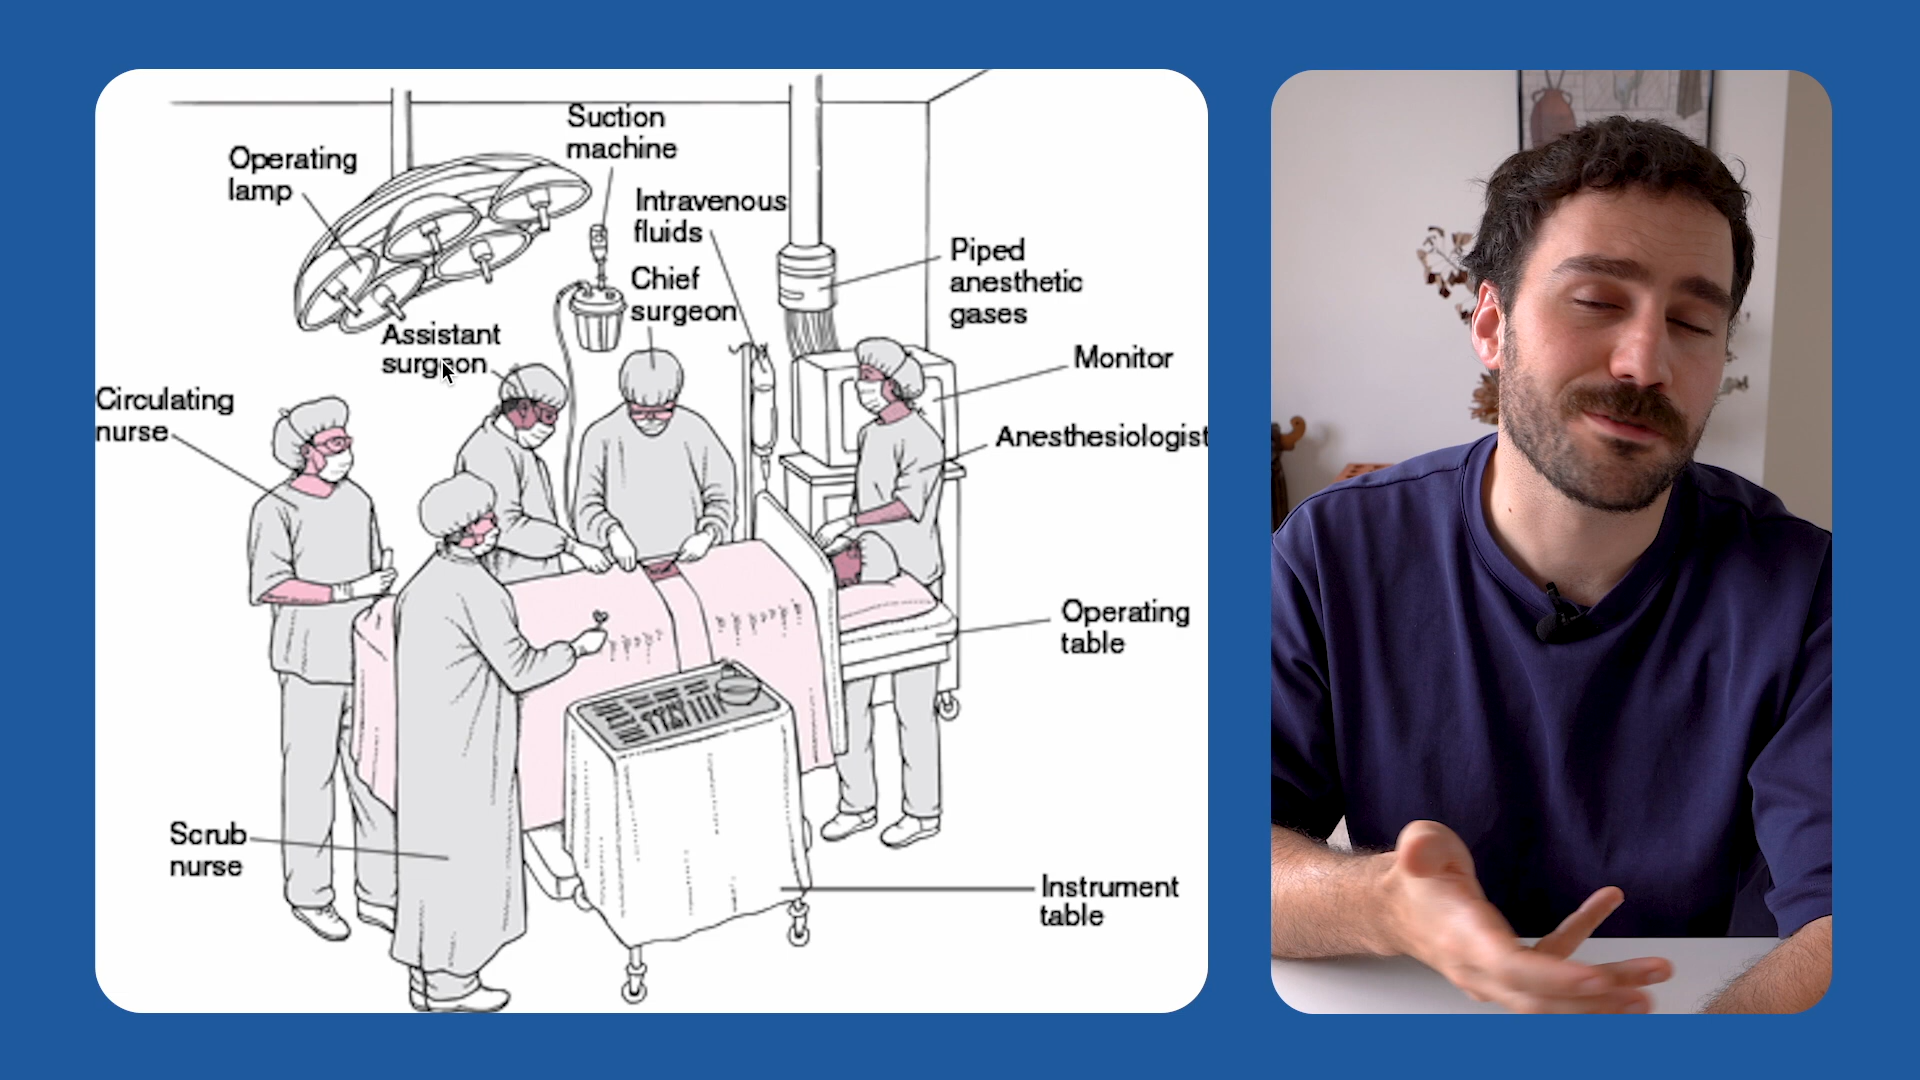 Suction
machine
Operating
lamp
Intravenous
fluids
Piped
anesthetic
gases
Chief
surgeon
Assistant
surgeon
Monitor
Circulating
nurse
Anesthesiologist
Operating
table
Scrub
nurse
Instrument
table